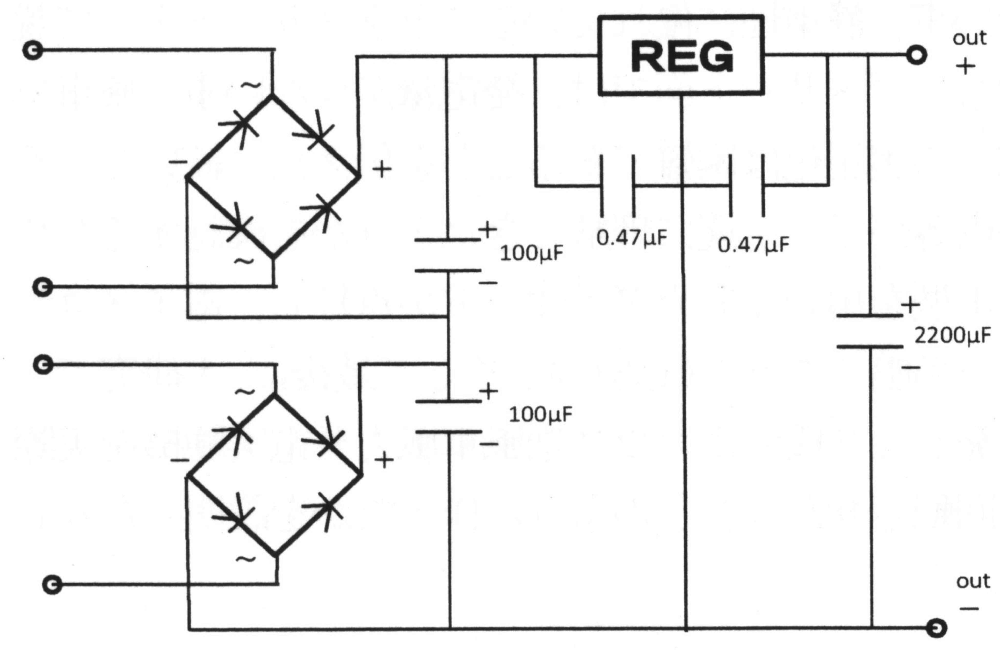 REG
out
+
~
−
+
~
+
100µF
−
0.47µF
0.47µF
+
2200µF
−
~
−
+
~
+
100µF
−
out
−